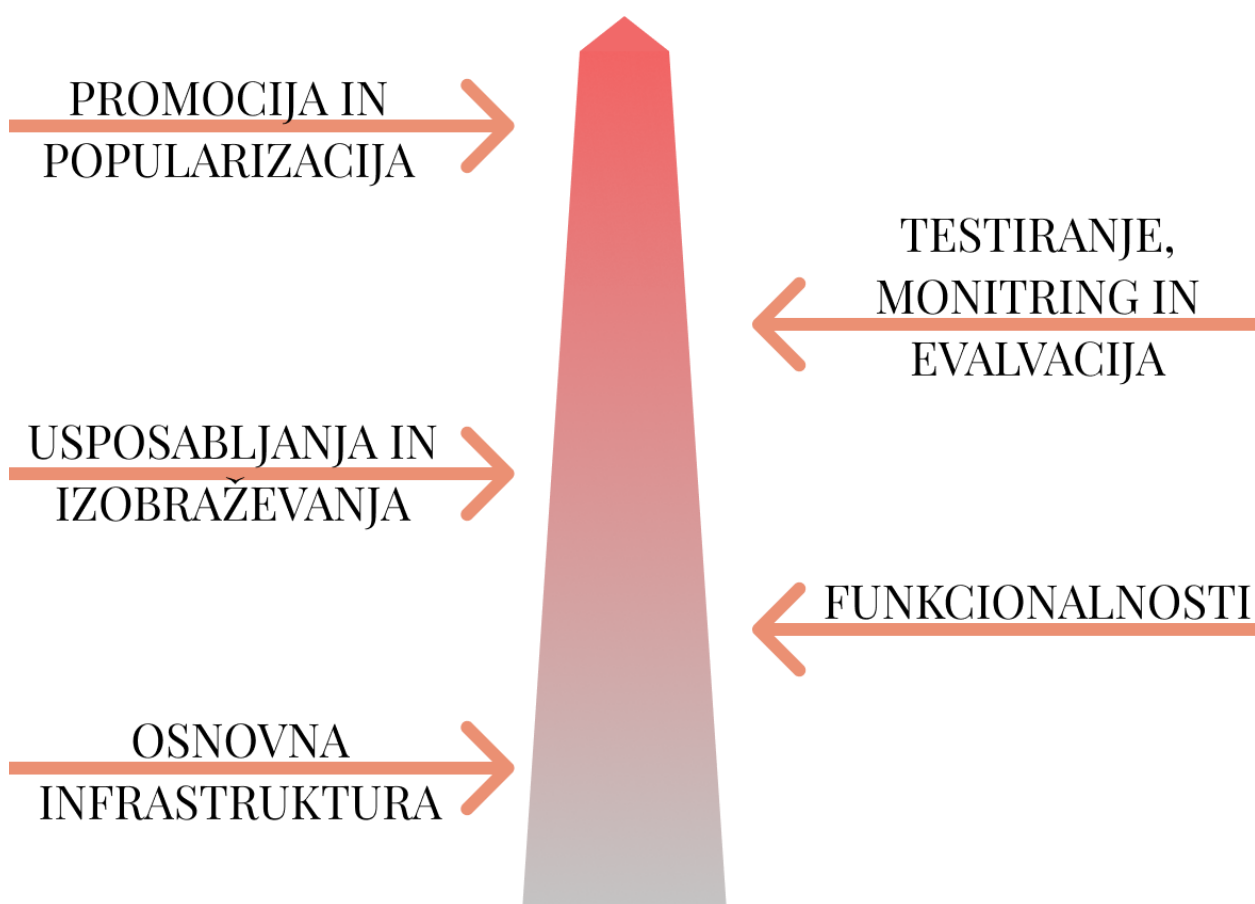 PROMOCIJA IN
POPULARIZACIJA
TESTIRANJE,
MONITRING IN
EVALVACIJA
USPOSABLJANJA IN
IZOBRAŽEVANJA
FUNKCIONALNOSTI
OSNOVNA
INFRASTRUKTURA